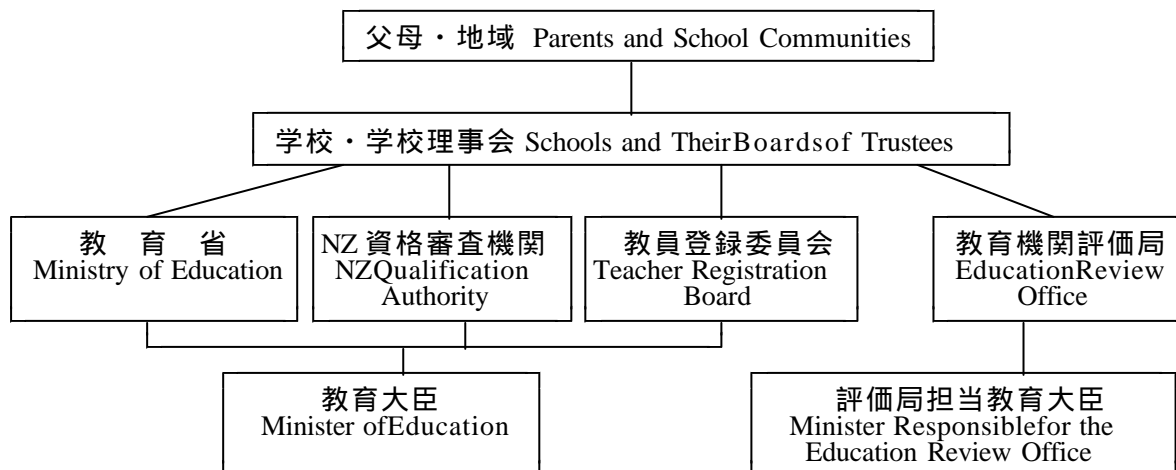 父母・地域 Parents and School Communities
学校・学校理事会 Schools and TheirBoardsof Trustees
教 育 省
Ministry of Education
NZ 資格審査機関
NZQualification
Authority
教員登録委員会
Teacher Registration
Board
教育機関評価局
EducationReview
Office
教育大臣
Minister ofEducation
評価局担当教育大臣
Minister Responsiblefor the
Education Review Office